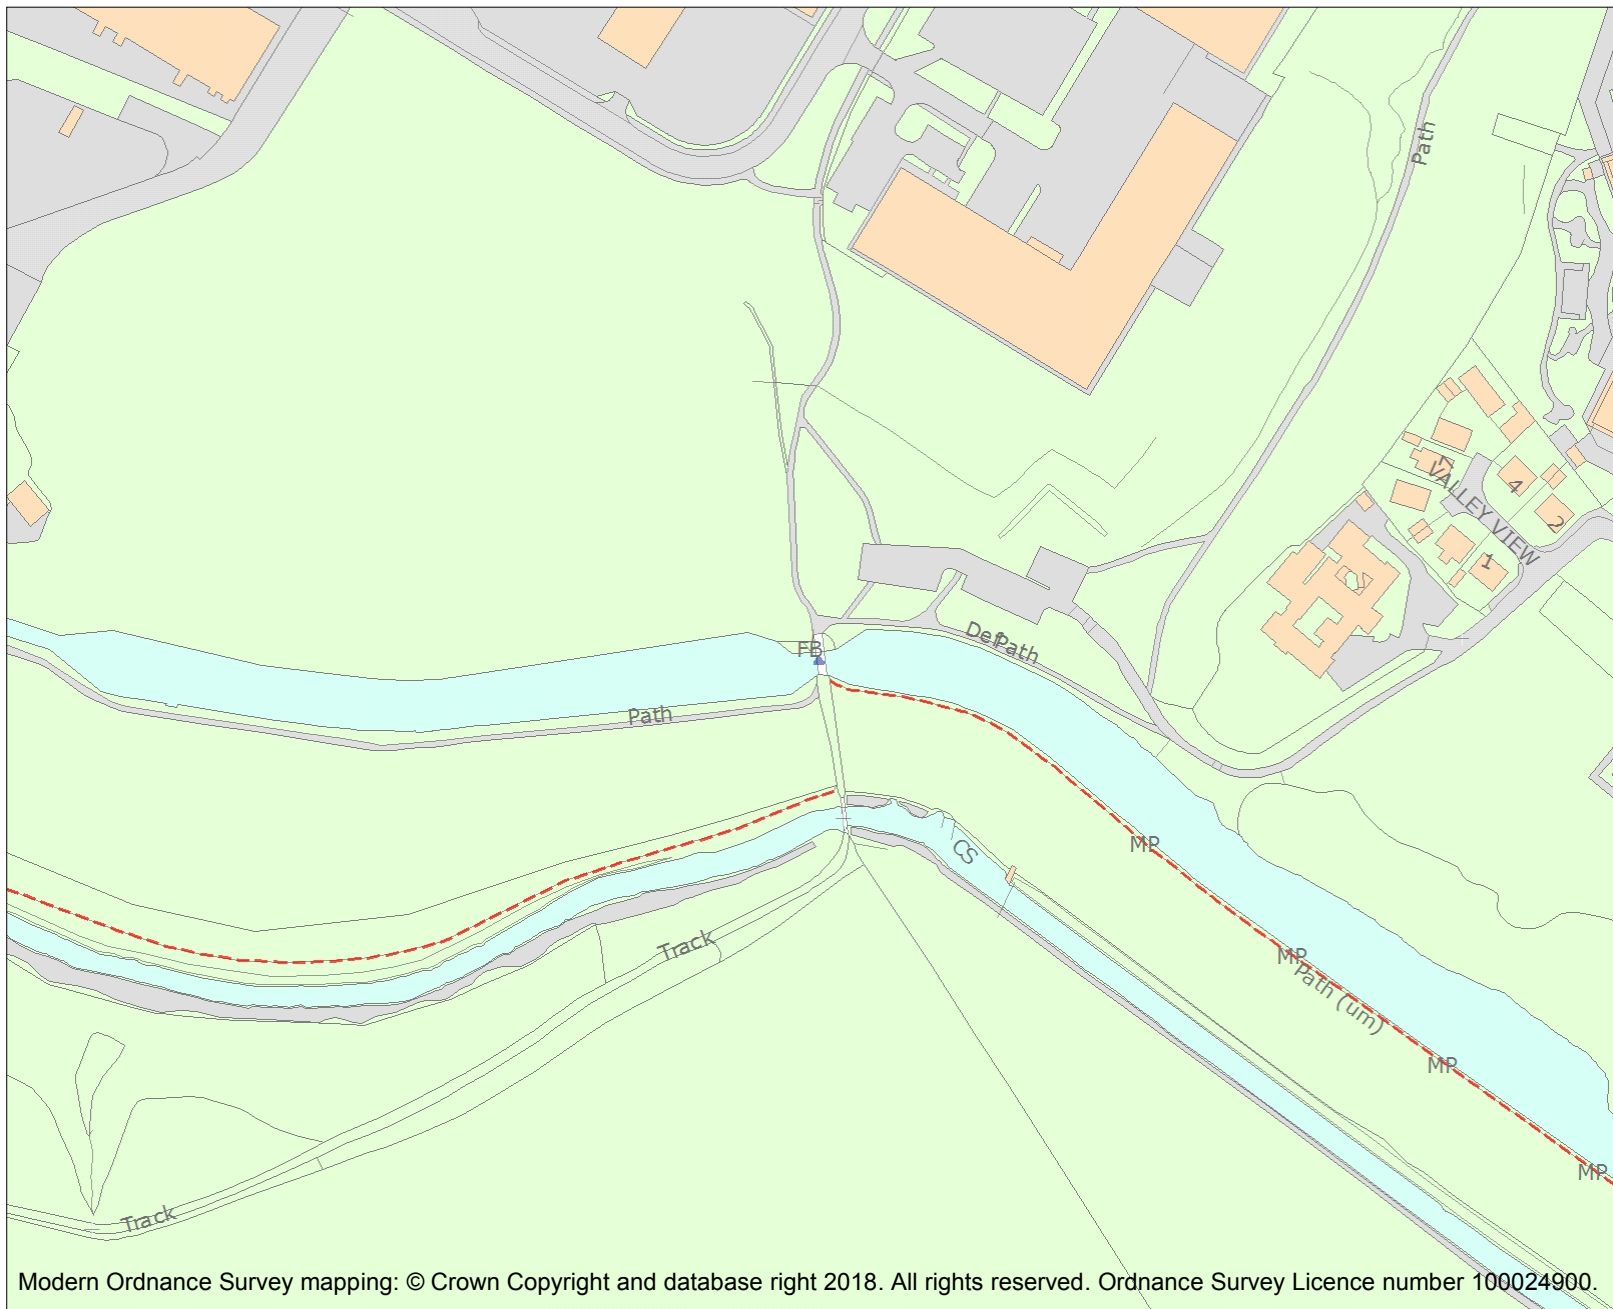 Path
7
VALLEY VIEW
4
2
1
FB
Def
Path
Path
MP
CS
Track
MP
Path (um)
MP
MP
Track
Modern Ordnance Survey mapping: © Crown Copyright and database right 2018. All rights reserved. Ordnance Survey Licence number 100024900.